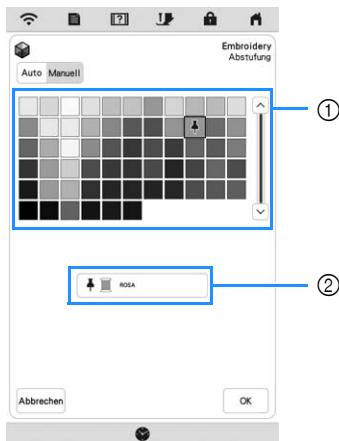 Embroidery
Abstufung
Auto Manuell
①
ROSA
②
Abbrechen
OK